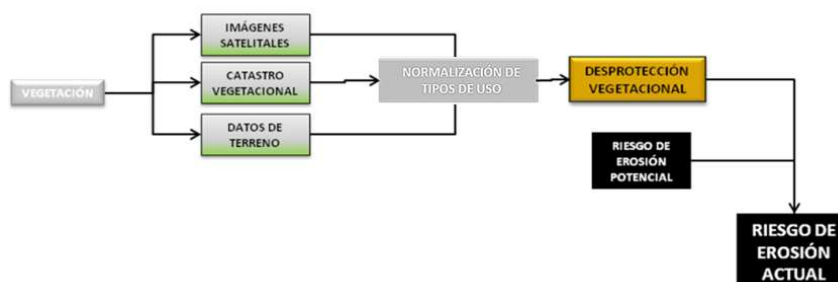 VEGETACIÓN
IMÁGENES
SATELITALES
CATASTRO
VEGETACIONAL
DATOS DE
TERRENO
NORMALIZACIÓN DE
TIPOS DE USO
DESPROTECCIÓN
VEGETACIONAL
RIESGO DE
EROSIÓN
POTENCIAL
RIESGO DE
EROSIÓN
ACTUAL